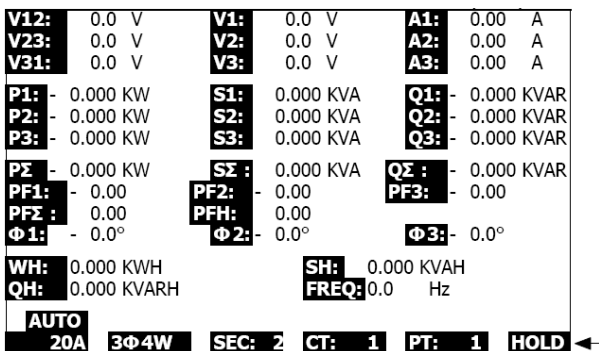 V12: 0.0 V V1: 0.0 V A1: 0.00 A
V23: 0.0 V V2: 0.0 V A2: 0.00 A
V31: 0.0 V V3: 0.0 V A3: 0.00 A
P1: - 0.000 KW S1: 0.000 KVA Q1: - 0.000 KVAR
P2: - 0.000 KW S2: 0.000 KVA Q2: - 0.000 KVAR
P3: - 0.000 KW S3: 0.000 KVA Q3: - 0.000 KVAR
PΣ - 0.000 KW SΣ : 0.000 KVA QΣ : - 0.000 KVAR
PF1: - 0.00 PF2: - 0.00 PF3: - 0.00
PFΣ : 0.00 PFH: 0.00
Φ1: - 0.0° Φ2: - 0.0° Φ3: - 0.0°
WH: 0.000 KWH SH: 0.000 KVAH
QH: 0.000 KVARH FREQ: 0.0 Hz
AUTO
20A 3Φ4W SEC: 2 CT: 1 PT: 1 HOLD